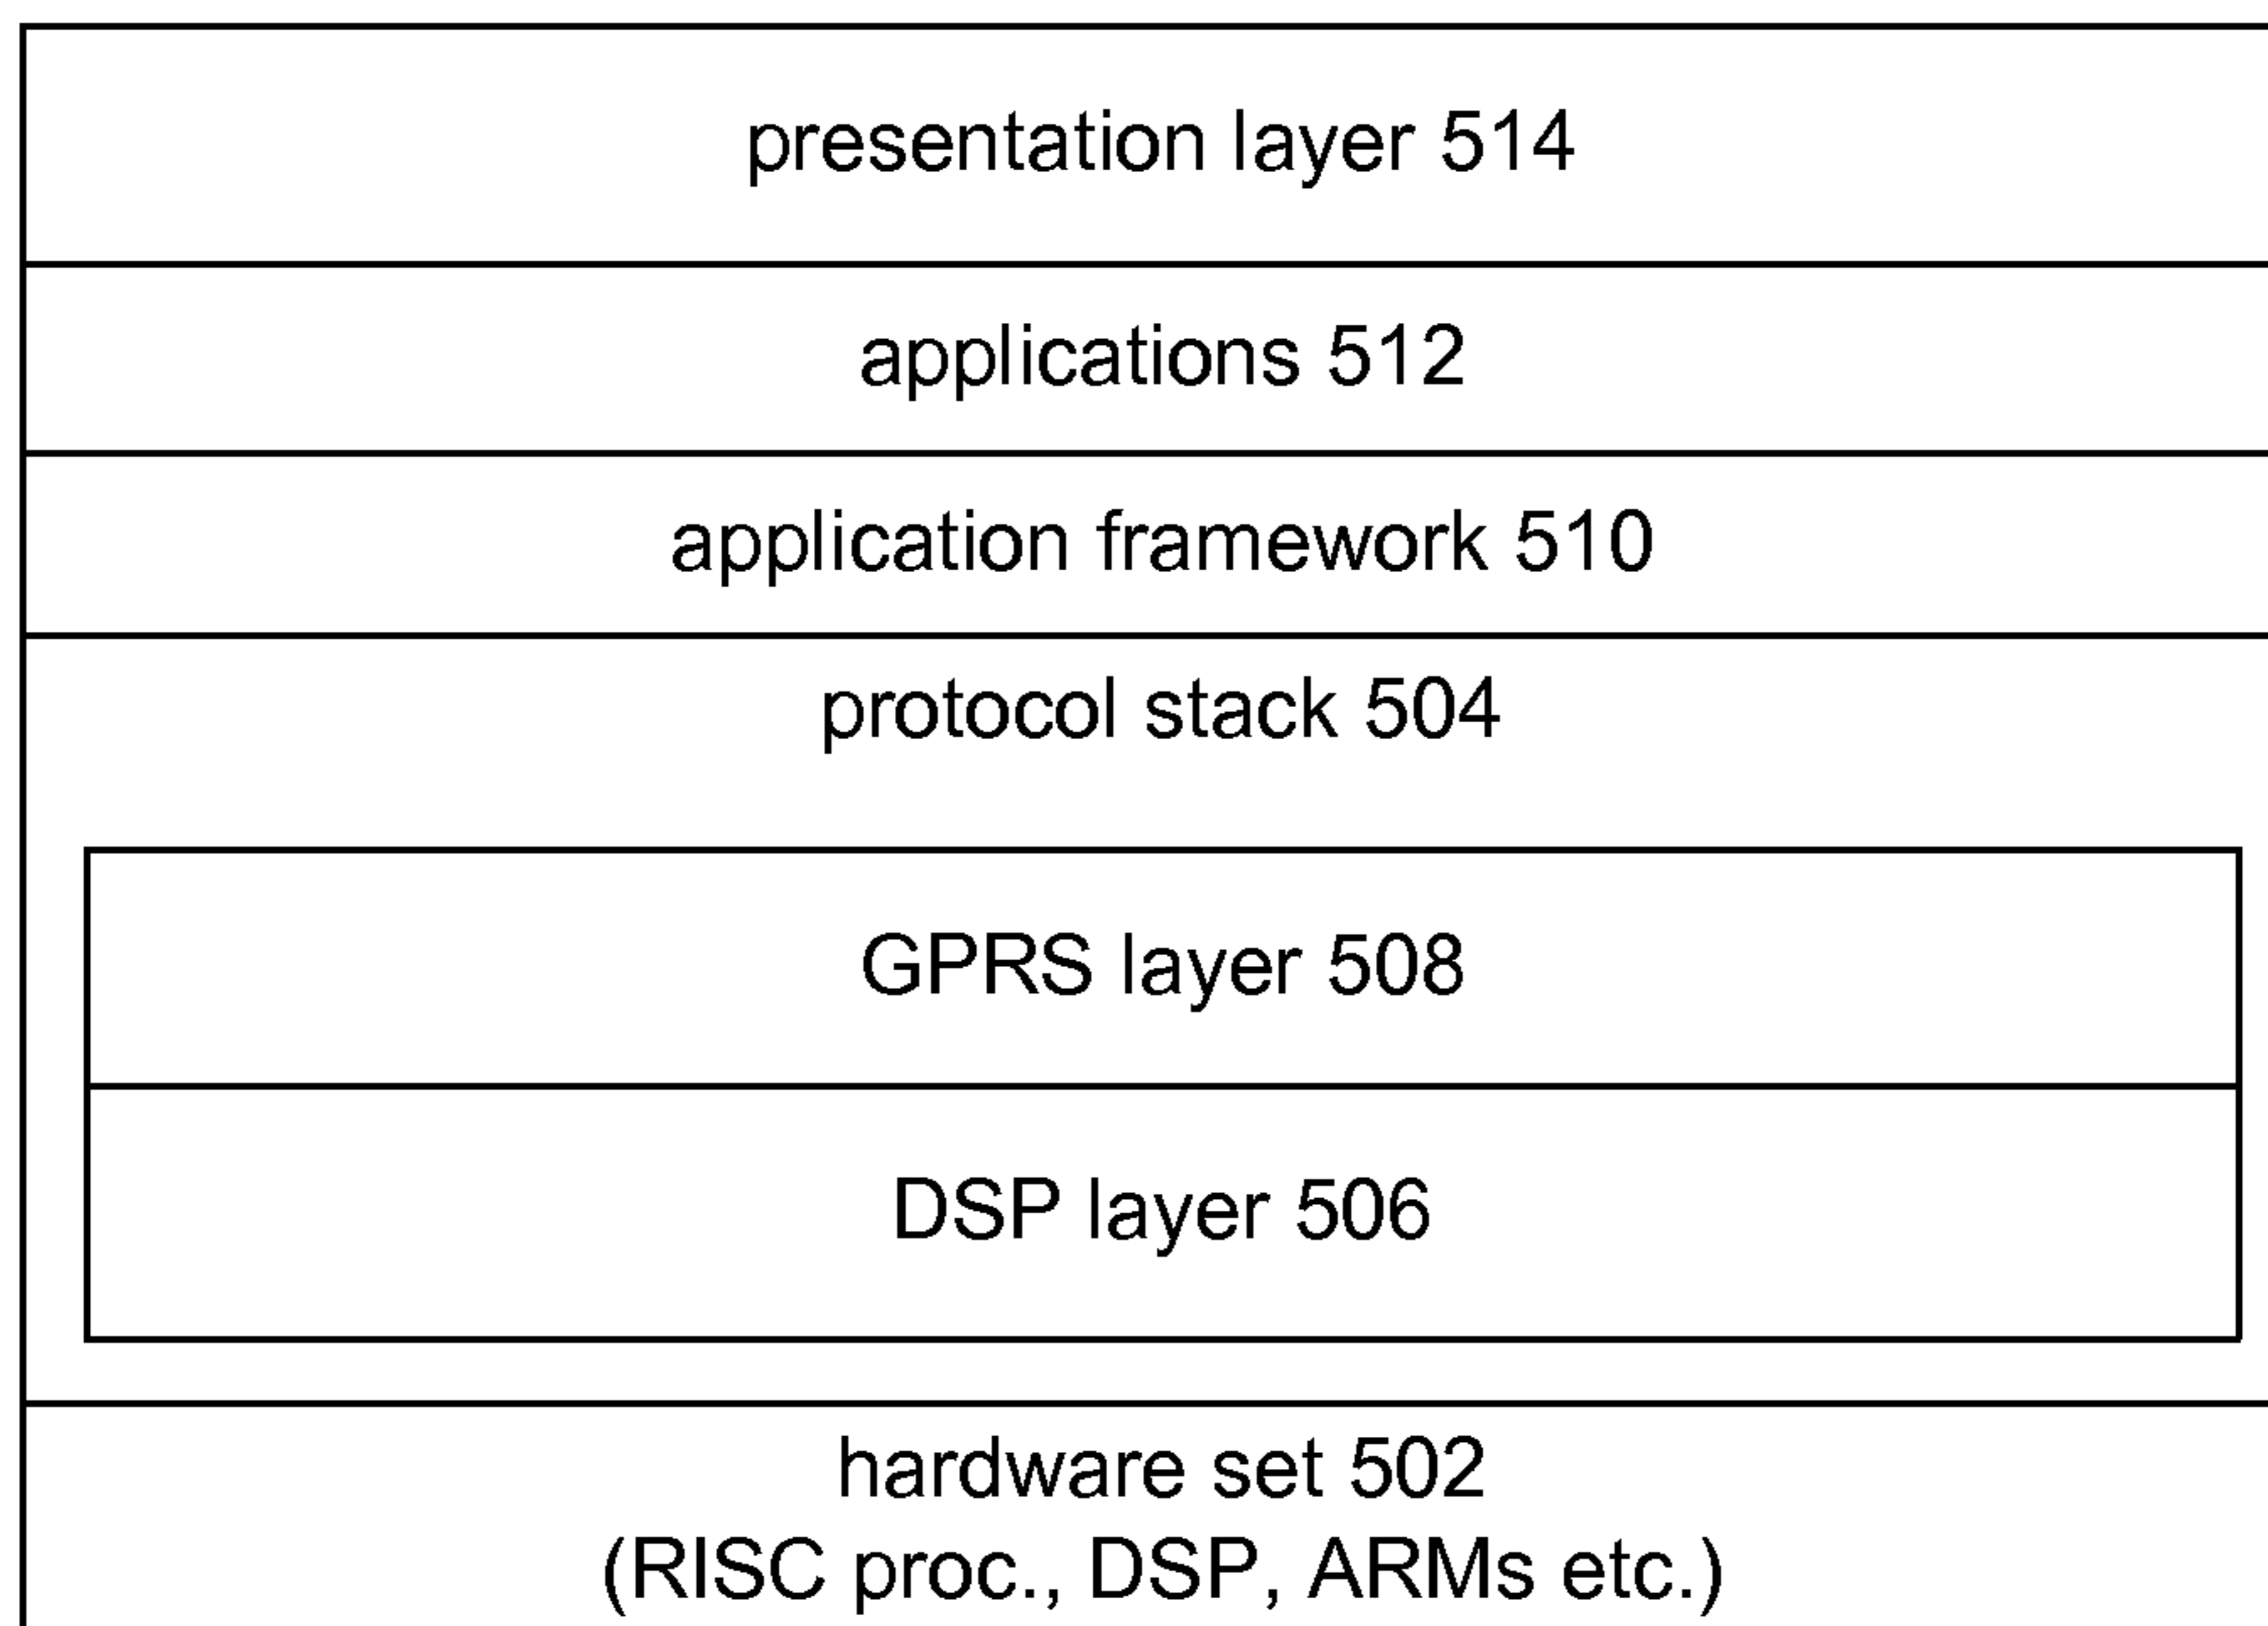 presentation layer 514
applications 512
application framework 510
protocol stack 504
GPRS layer 508
DSP layer 506
hardware set 502
(RISC proc., DSP, ARMs etc.)